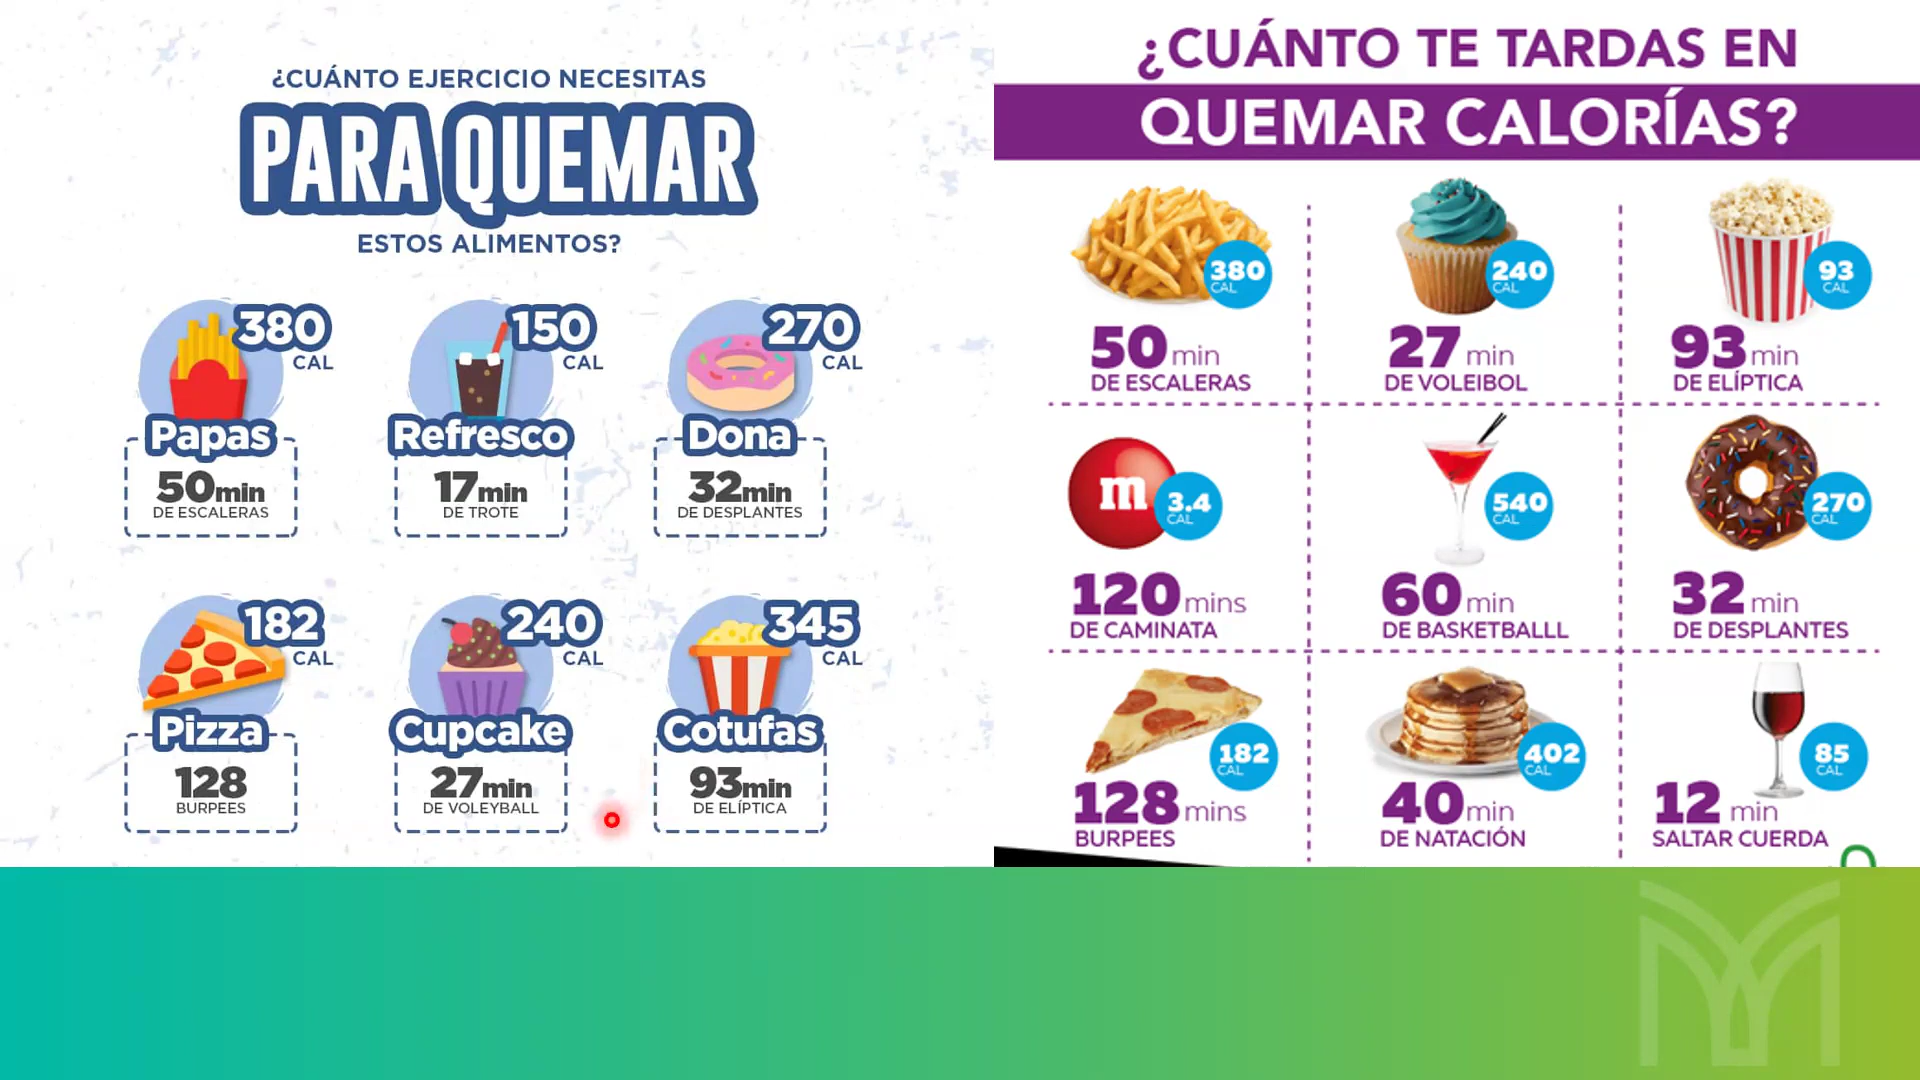 ¿CUÁNTO EJERCICIO NECESITAS
PARA QUEMAR
ESTOS ALIMENTOS?
380
CAL
Papas
50min
DE ESCALERAS
150
CAL
Refresco
17min
DE TROTE
270
CAL
Dona
32min
DE DESPLANTES
182
CAL
Pizza
128
BURPEES
240
CAL
Cupcake
27min
DE VOLEYBALL
345
CAL
Cotufas
93min
DE ELÍPTICA
¿CUÁNTO TE TARDAS EN
QUEMAR CALORÍAS?
380
CAL
50 min
DE ESCALERAS
240
CAL
27 min
DE VOLEIBOL
93
CAL
93 min
DE ELÍPTICA
m
3.4
CAL
120 mins
DE CAMINATA
540
CAL
60 min
DE BASKETBALLL
270
CAL
32 min
DE DESPLANTES
182
CAL
128 mins
BURPEES
402
CAL
40 min
DE NATACIÓN
85
CAL
12 min
SALTAR CUERDA